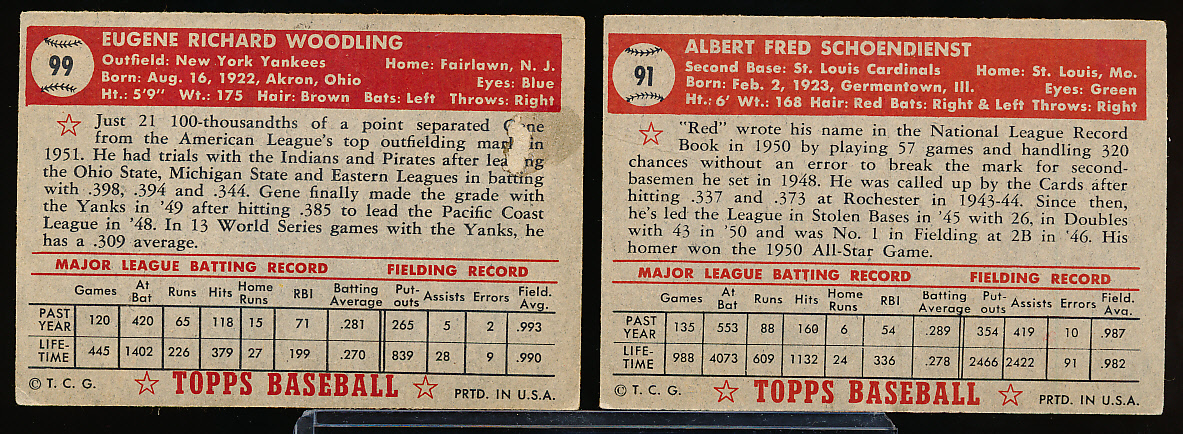 99
EUGENE RICHARD WOODLING
Outfield: New York Yankees Home: Fairlawn, N. J.
Born: Aug. 16, 1922, Akron, Ohio Eyes: Blue
Ht.: 5'9" Wt.: 175 Hair: Brown Bats: Left Throws: Right
Just 21 100-thousandths of a point separated Gene
from the American League's top outfielding mark in
1951. He had trials with the Indians and Pirates after leading
the Ohio State, Michigan State and Eastern Leagues in batting
with .398, .394 and .344. Gene finally made the grade with
the Yanks in '49 after hitting .385 to lead the Pacific Coast
League in '48. In 13 World Series games with the Yanks, he
has a .309 average.
MAJOR LEAGUE BATTING RECORD FIELDING RECORD
Games At Bat Runs Hits Home Runs RBI Batting Average Put-outs Assists Errors Field. Avg.
PAST YEAR 120 420 65 118 15 71 .281 265 5 2 .993
LIFE-TIME 445 1402 226 379 27 199 .270 839 28 9 .990
© T. C. G. TOPPS BASEBALL PRTD. IN U.S.A.
91
ALBERT FRED SCHOENDIENST
Second Base: St. Louis Cardinals Home: St. Louis, Mo.
Born: Feb. 2, 1923, Germantown, Ill. Eyes: Green
Ht.: 6' Wt.: 168 Hair: Red Bats: Right & Left Throws: Right
"Red" wrote his name in the National League Record
Book in 1950 by playing 57 games and handling 320
chances without an error to break the mark for second-
basemen he set in 1948. He was called up by the Cards after
hitting .337 and .373 at Rochester in 1943-44. Since then,
he's led the League in Stolen Bases in '45 with 26, in Doubles
with 43 in '50 and was No. 1 in Fielding at 2B in '46. His
homer won the 1950 All-Star Game.
MAJOR LEAGUE BATTING RECORD FIELDING RECORD
Games At Bat Runs Hits Home Runs RBI Batting Average Put-outs Assists Errors Field. Avg.
PAST YEAR 135 553 88 160 6 54 .289 354 419 10 .987
LIFE-TIME 988 4073 609 1132 24 336 .278 2466 2422 91 .982
© T. C. G. TOPPS BASEBALL PRTD. IN U.S.A.